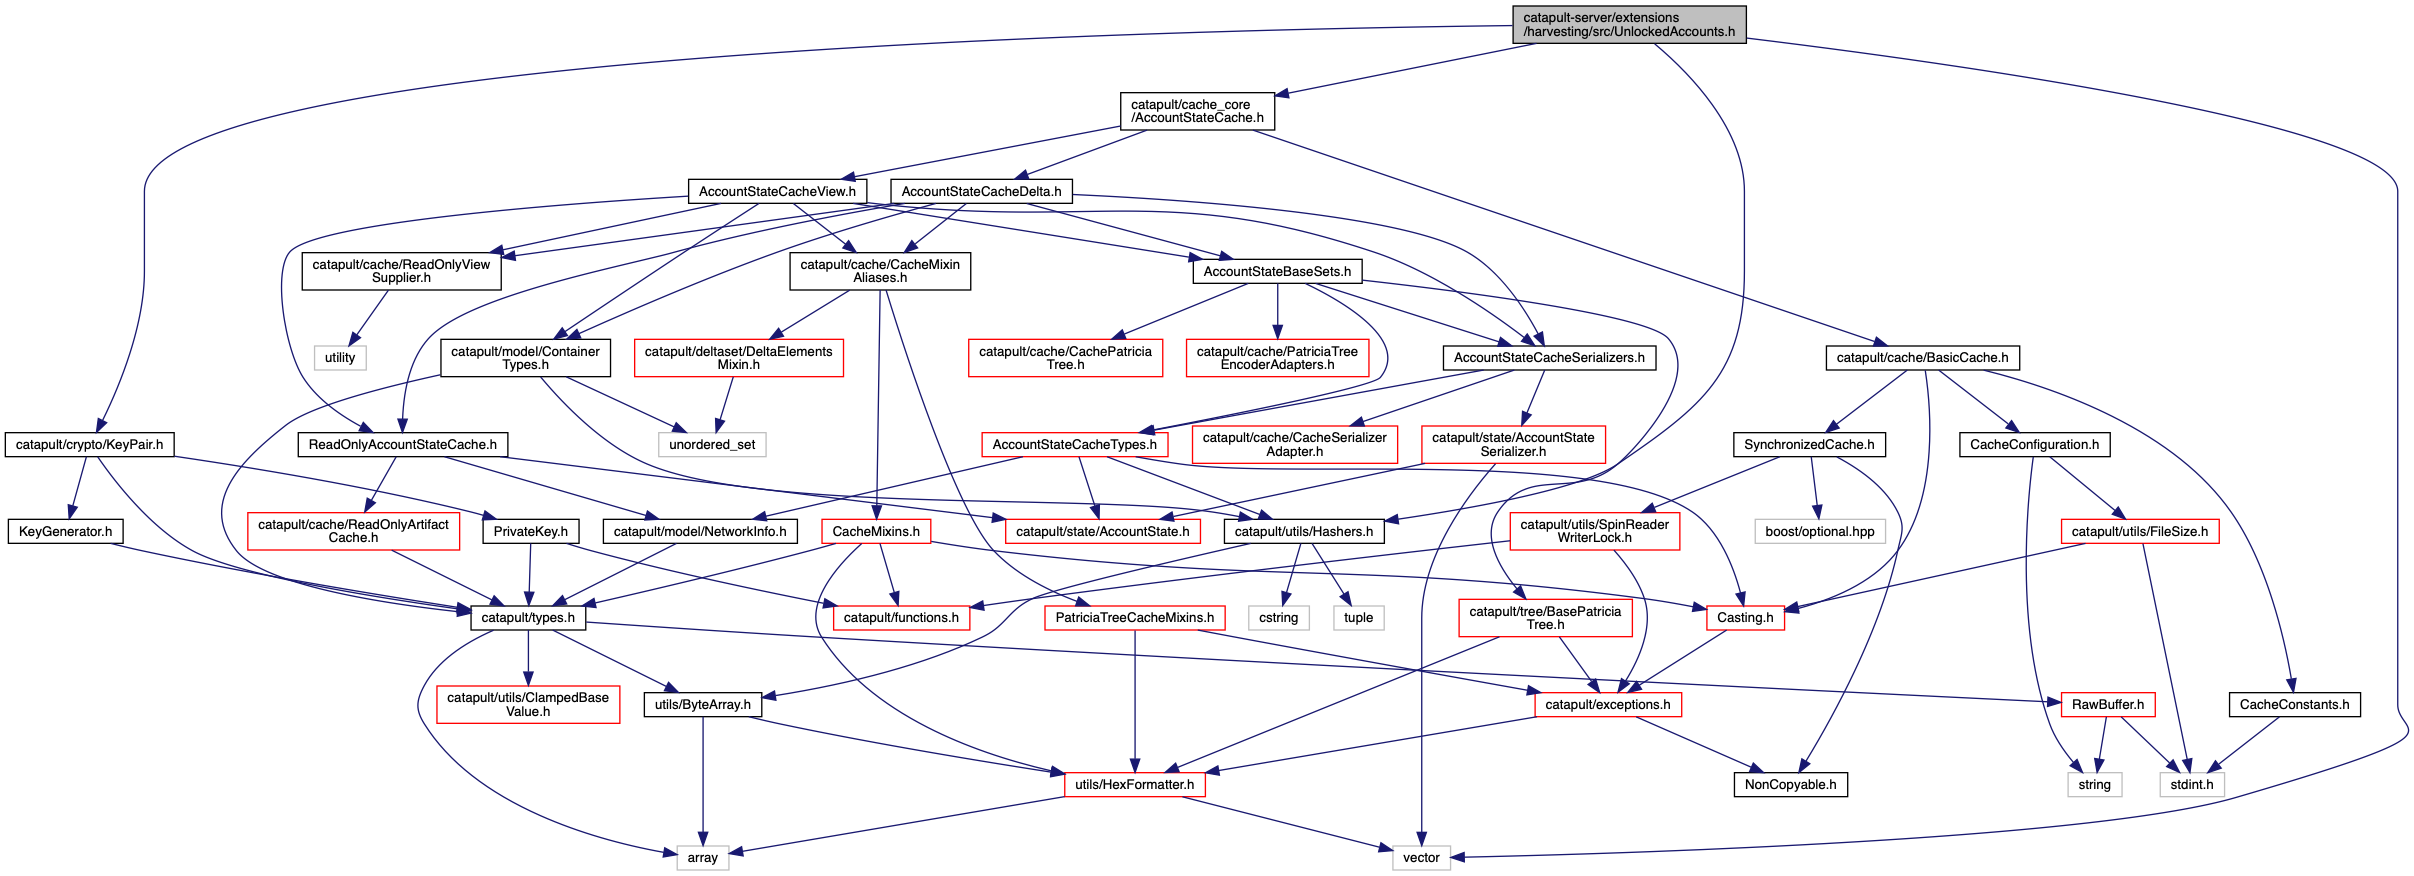 catapult-server/extensions
/harvesting/src/UnlockedAccounts.h
catapult/cache_core
/AccountStateCache.h
AccountStateCacheView.h
AccountStateCacheDelta.h
catapult/cache/ReadOnlyView
Supplier.h
catapult/cache/CacheMixin
Aliases.h
AccountStateBaseSets.h
utility
catapult/model/Container
Types.h
catapult/deltaset/DeltaElements
Mixin.h
catapult/cache/CachePatricia
Tree.h
catapult/cache/PatriciaTree
EncoderAdapters.h
AccountStateCacheSerializers.h
catapult/cache/BasicCache.h
catapult/crypto/KeyPair.h
ReadOnlyAccountStateCache.h
unordered_set
AccountStateCacheTypes.h
catapult/cache/CacheSerializer
Adapter.h
catapult/state/AccountState
Serializer.h
SynchronizedCache.h
CacheConfiguration.h
KeyGenerator.h
catapult/cache/ReadOnlyArtifact
Cache.h
PrivateKey.h
catapult/model/NetworkInfo.h
CacheMixins.h
catapult/state/AccountState.h
catapult/utils/Hashers.h
catapult/utils/SpinReader
WriterLock.h
boost/optional.hpp
catapult/utils/FileSize.h
catapult/types.h
catapult/functions.h
PatriciaTreeCacheMixins.h
cstring
tuple
catapult/tree/BasePatricia
Tree.h
Casting.h
catapult/utils/ClampedBase
Value.h
utils/ByteArray.h
catapult/exceptions.h
RawBuffer.h
CacheConstants.h
utils/HexFormatter.h
NonCopyable.h
string
stdint.h
array
vector